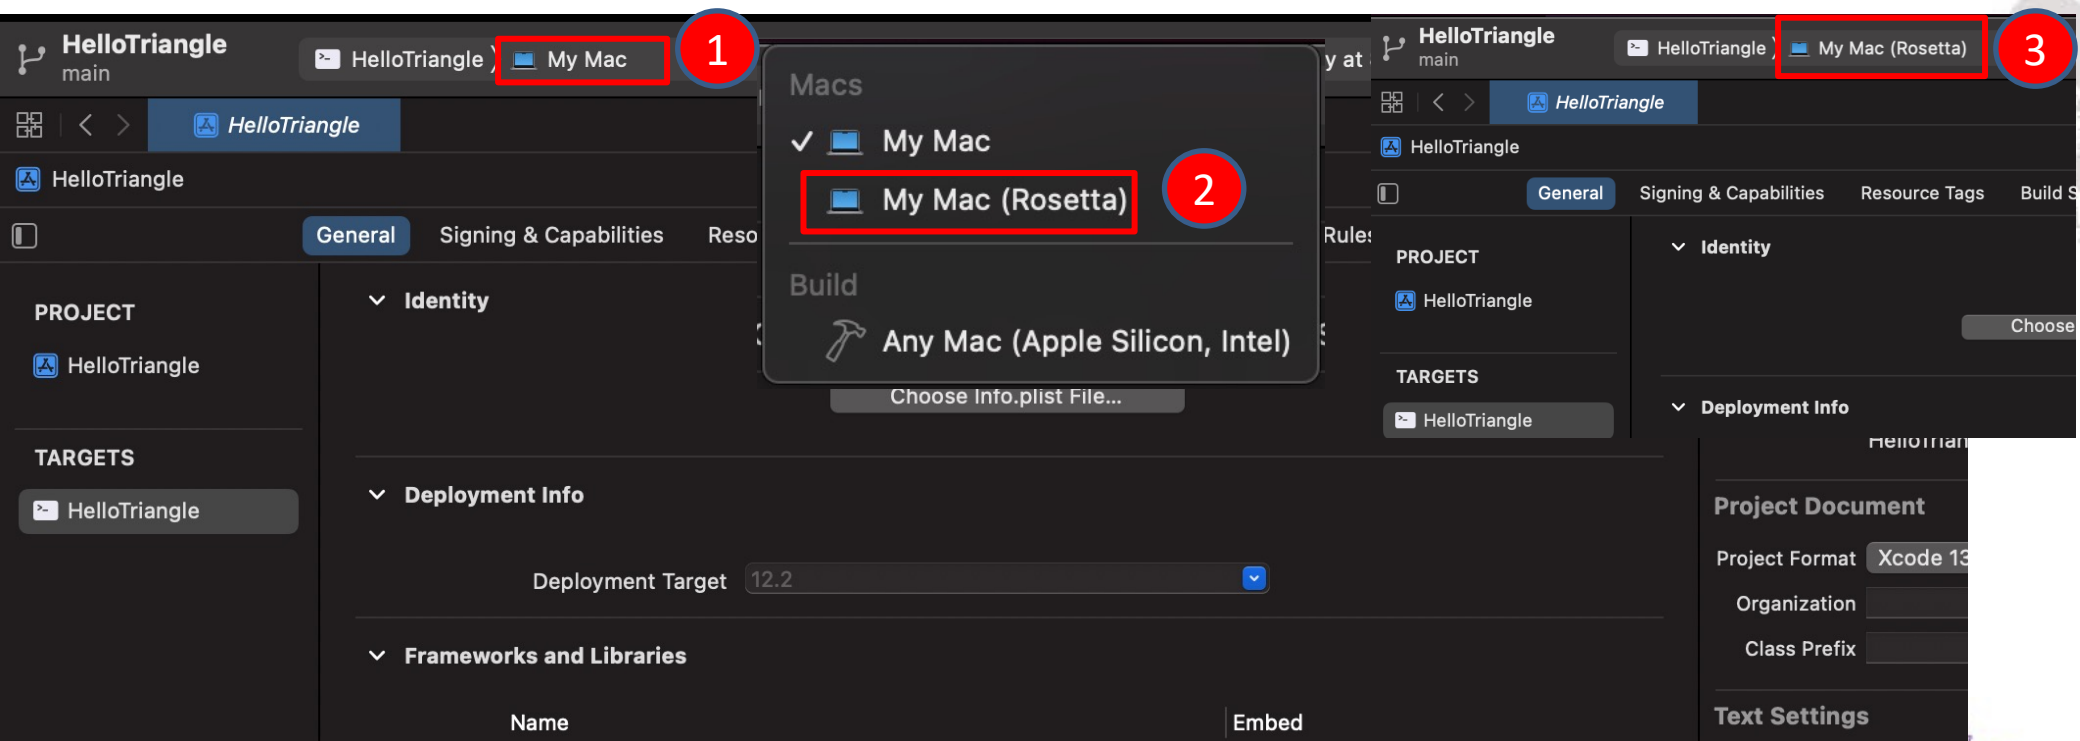 HelloTriangle
main
HelloTriangle
My Mac
1
HelloTriangle
HelloTriangle
General
Signing & Capabilities
PROJECT
HelloTriangle
TARGETS
HelloTriangle
Identity
Choose Info.plist File...
Deployment Info
Deployment Target
12.2
Frameworks and Libraries
Name
Embed
Macs
My Mac
My Mac (Rosetta)
2
Build
Any Mac (Apple Silicon, Intel)
y at
Rules
HelloTriangle
main
HelloTriangle
My Mac (Rosetta)
3
HelloTriangle
HelloTriangle
General
Signing & Capabilities
Resource Tags
Build S
PROJECT
HelloTriangle
TARGETS
HelloTriangle
Identity
Choose
Deployment Info
Project Document
Project Format
Xcode 13
Organization
Class Prefix
Text Settings